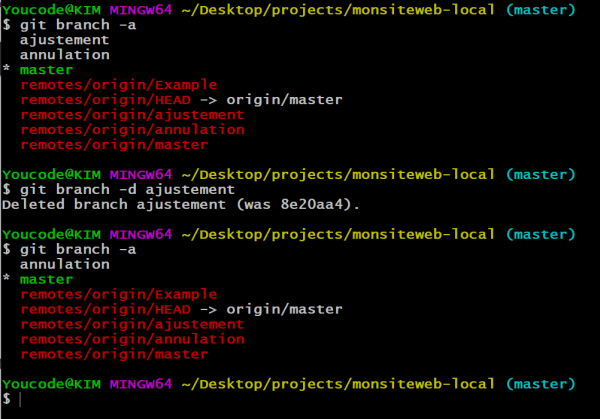 Youcode@KIM MINGW64 ~/Desktop/projects/monsiteweb-local (master)
$ git branch -a
  ajustement
  annulation
* master
  remotes/origin/Example
  remotes/origin/HEAD -> origin/master
  remotes/origin/ajustement
  remotes/origin/annulation
  remotes/origin/master
Youcode@KIM MINGW64 ~/Desktop/projects/monsiteweb-local (master)
$ git branch -d ajustement
Deleted branch ajustement (was 8e20aa4).
Youcode@KIM MINGW64 ~/Desktop/projects/monsiteweb-local (master)
$ git branch -a
  annulation
* master
  remotes/origin/Example
  remotes/origin/HEAD -> origin/master
  remotes/origin/ajustement
  remotes/origin/annulation
  remotes/origin/master
Youcode@KIM MINGW64 ~/Desktop/projects/monsiteweb-local (master)
$